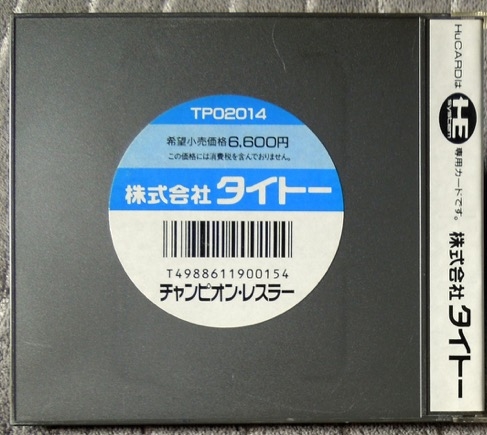 TP02014
希望小売価格6,600円
この価格には消費税を含んでおりません。
株式会社 タイトー
T4988611900154
チャンピオン・レスラー
HuCARDは HE SYSTEM 専用カードです。 株式会社 タイトー